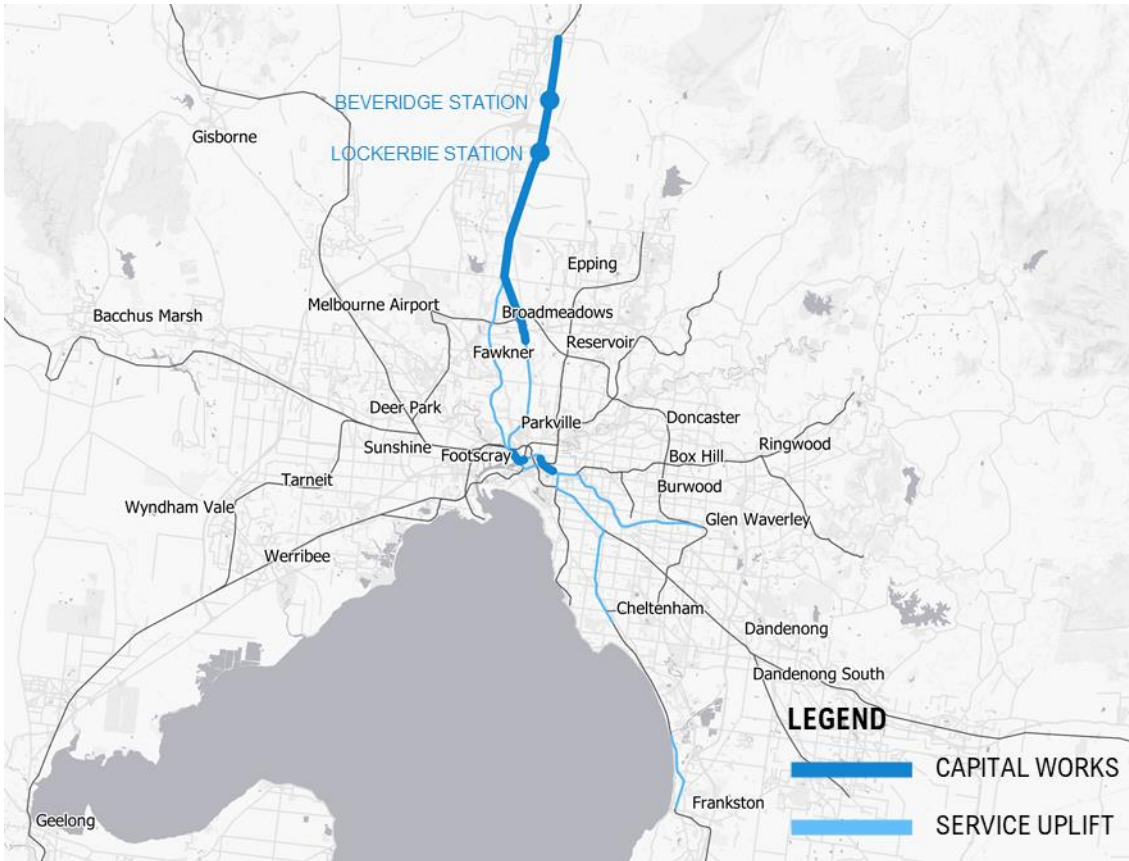 BEVERIDGE STATION
Gisborne
LOCKERBIE STATION
Epping
Melbourne Airport
Broadmeadows
Bacchus Marsh
Reservoir
Fawkner
Deer Park
Parkville
Doncaster
Sunshine
Footscray
Ringwood
Box Hill
Tarneit
Burwood
Wyndham Vale
Glen Waverley
Werribee
Cheltenham
Dandenong
Dandenong South
LEGEND
CAPITAL WORKS
Frankston
Geelong
SERVICE UPLIFT